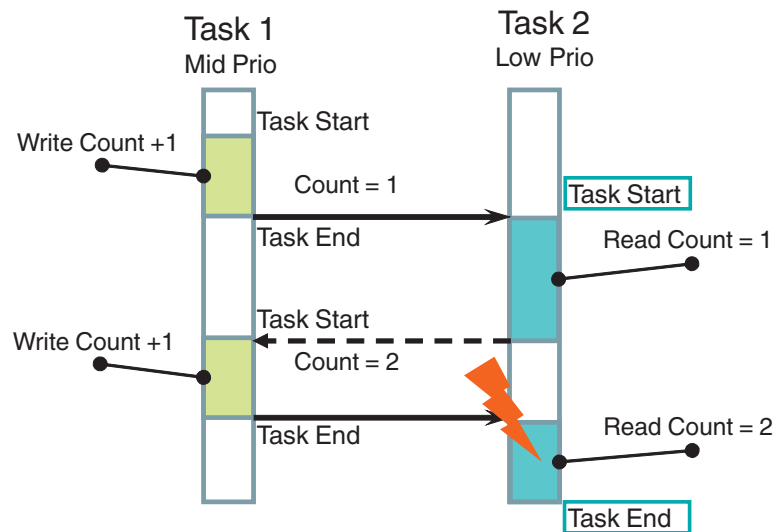 Task 1
Mid Prio
Task 2
Low Prio
Task Start
Write Count +1
Count = 1
Task Start
Task End
Read Count = 1
Task Start
Write Count +1
Count = 2
Task End
Read Count = 2
Task End